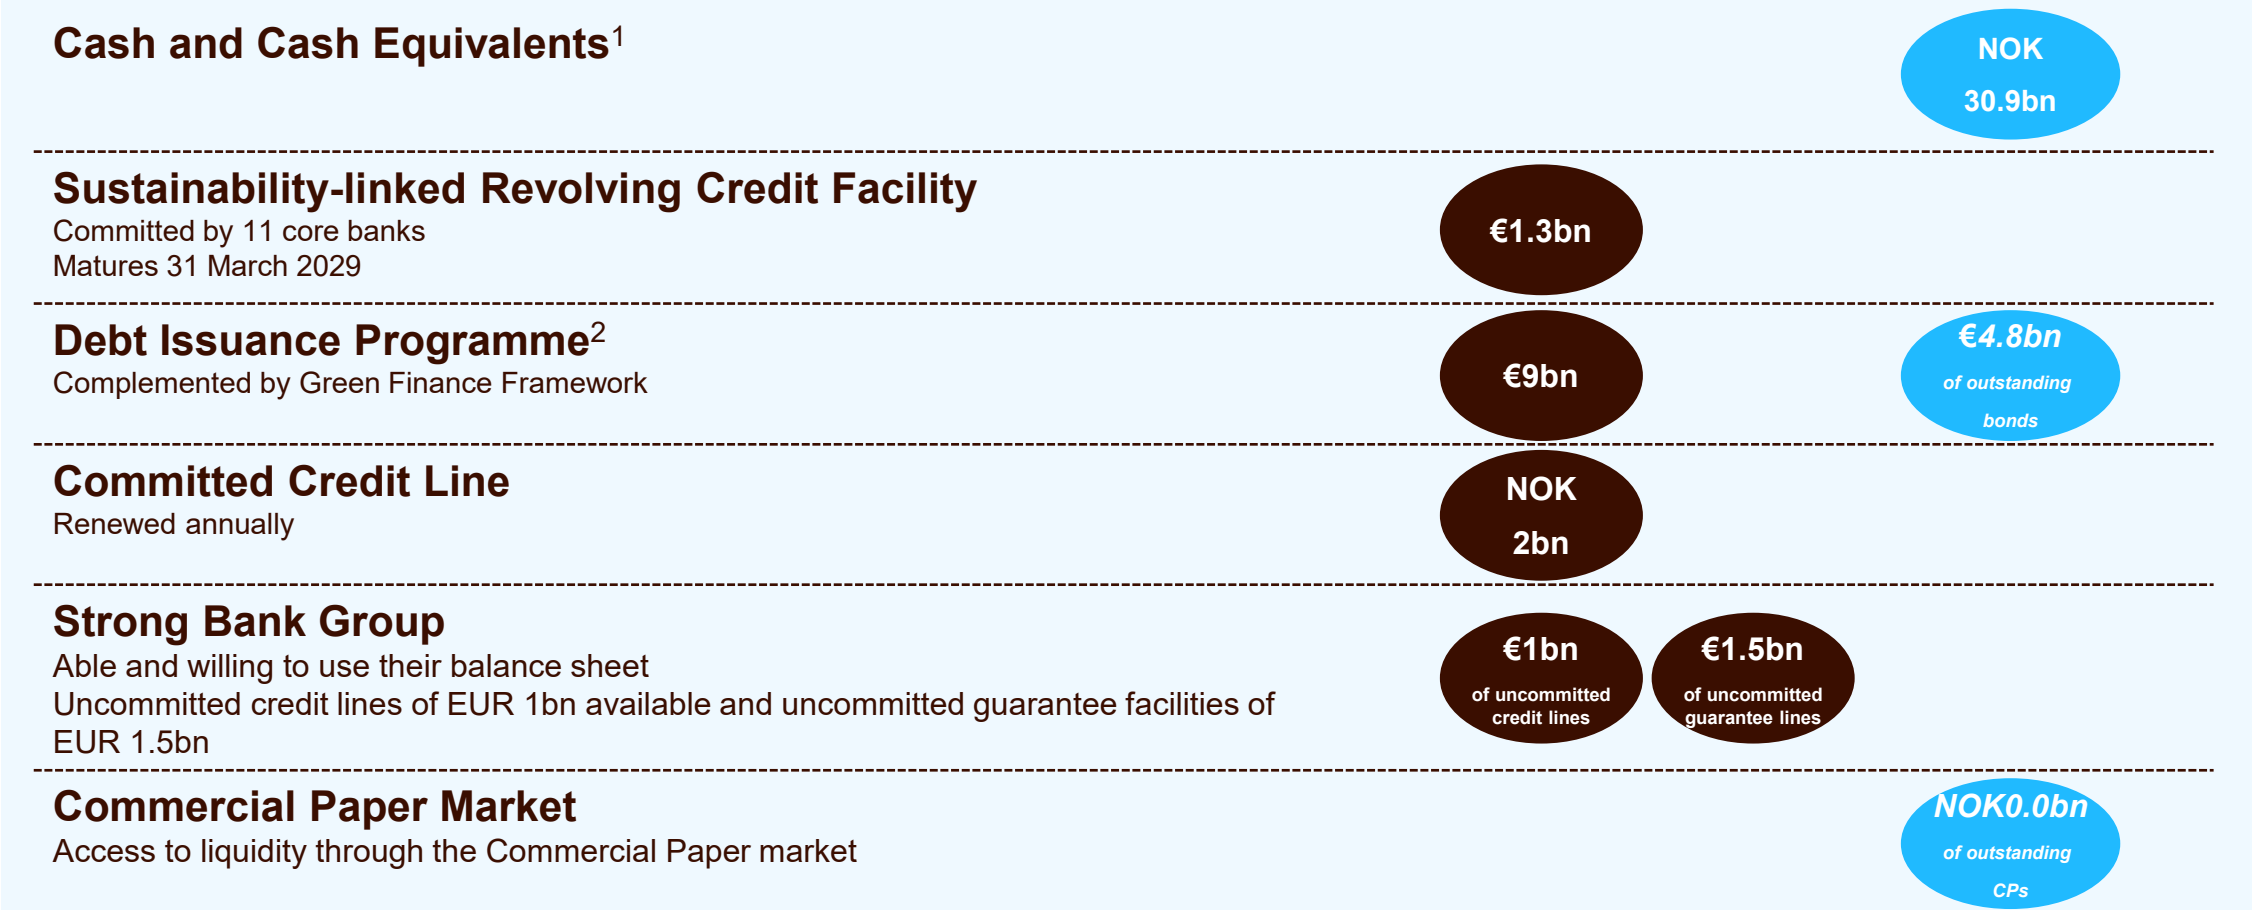 Cash and Cash Equivalents1
NOK
30.9bn
Sustainability-linked Revolving Credit Facility
Committed by 11 core banks
Matures 31 March 2029
€1.3bn
Debt Issuance Programme2
Complemented by Green Finance Framework
€9bn
€4.8bn
of outstanding
bonds
Committed Credit Line
Renewed annually
NOK
2bn
Strong Bank Group
Able and willing to use their balance sheet
Uncommitted credit lines of EUR 1bn available and uncommitted guarantee facilities of
EUR 1.5bn
€1bn
of uncommitted
credit lines
€1.5bn
of uncommitted
guarantee lines
Commercial Paper Market
Access to liquidity through the Commercial Paper market
NOK0.0bn
of outstanding
CPs